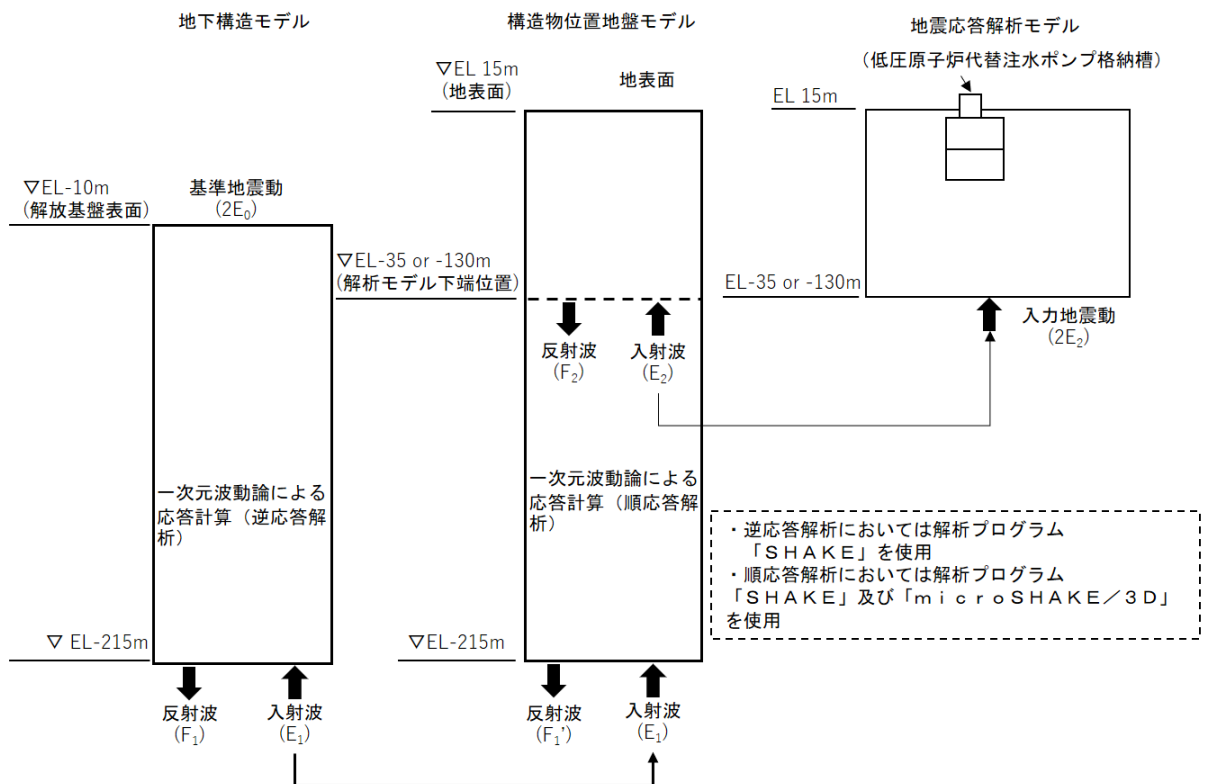 地下構造モデル
▽EL-10m
(解放基盤表面)
基準地震動
(2E₀)
一次元波動論による
応答計算（逆応答解
析）
▽ EL-215m
反射波
(F₁)
入射波
(E₁)
構造物位置地盤モデル
▽EL 15m
(地表面)
地表面
▽EL-35 or -130m
(解析モデル下端位置)
反射波
(F₂)
入射波
(E₂)
一次元波動論による
応答計算（順応答解
析）
▽EL-215m
反射波
(F₁’)
入射波
(E₁)
地震応答解析モデル
（低圧原子炉代替注水ポンプ格納槽）
EL 15m
EL-35 or -130m
入力地震動
(2E₂)
・逆応答解析においては解析プログラム
「ＳＨＡＫＥ」を使用
・順応答解析においては解析プログラム
「ＳＨＡＫＥ」及び「ｍｉｃｒｏＳＨＡＫＥ／３Ｄ」
を使用